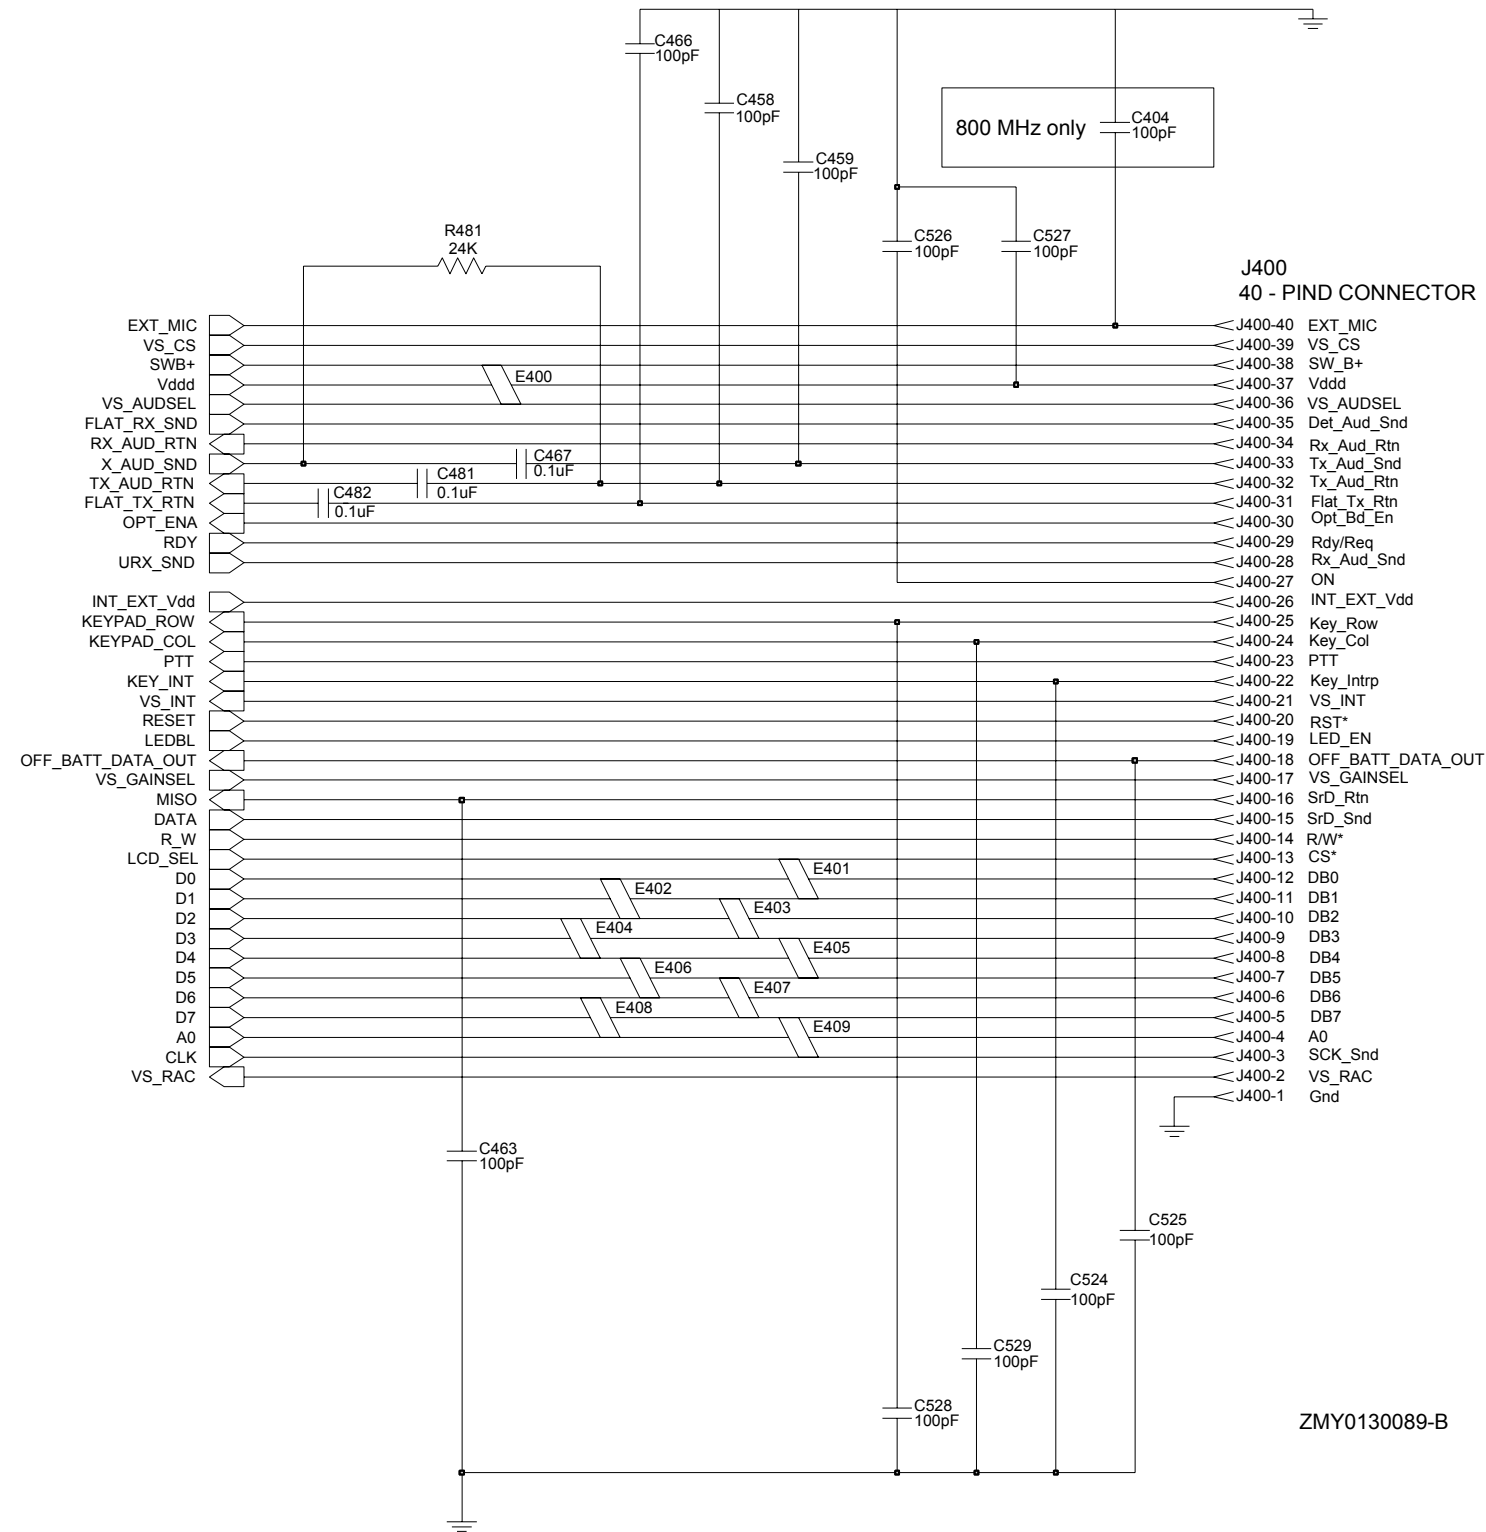 C466
100pF
C458
100pF
800 MHz only
C404
100pF
C459
100pF
R481
24K
C526
100pF
C527
100pF
J400
40 - PIND CONNECTOR
EXT_MIC
J400-40 EXT_MIC
VS_CS
J400-39 VS_CS
SWB+
J400-38 SW_B+
E400
Vddd
J400-37 Vddd
VS_AUDSEL
J400-36 VS_AUDSEL
FLAT_RX_SND
J400-35 Det_Aud_Snd
RX_AUD_RTN
J400-34 Rx_Aud_Rtn
X_AUD_SND
C467
0.1uF
J400-33 Tx_Aud_Snd
TX_AUD_RTN
C481
0.1uF
J400-32 Tx_Aud_Rtn
FLAT_TX_RTN
C482
0.1uF
J400-31 Flat_Tx_Rtn
OPT_ENA
J400-30 Opt_Bd_En
RDY
J400-29 Rdy/Req
URX_SND
J400-28 Rx_Aud_Snd
J400-27 ON
INT_EXT_Vdd
J400-26 INT_EXT_Vdd
KEYPAD_ROW
J400-25 Key_Row
KEYPAD_COL
J400-24 Key_Col
PTT
J400-23 PTT
KEY_INT
J400-22 Key_Intrp
VS_INT
J400-21 VS_INT
RESET
J400-20 RST*
LEDBL
J400-19 LED_EN
OFF_BATT_DATA_OUT
J400-18 OFF_BATT_DATA_OUT
VS_GAINSEL
J400-17 VS_GAINSEL
MISO
J400-16 SrD_Rtn
DATA
J400-15 SrD_Snd
R_W
J400-14 R/W*
LCD_SEL
J400-13 CS*
E401
D0
J400-12 DB0
E402
D1
J400-11 DB1
E403
D2
J400-10 DB2
E404
D3
J400-9 DB3
E405
D4
J400-8 DB4
E406
D5
J400-7 DB5
E407
D6
J400-6 DB6
E408
D7
J400-5 DB7
E409
A0
J400-4 A0
CLK
J400-3 SCK_Snd
VS_RAC
J400-2 VS_RAC
J400-1 Gnd
C463
100pF
C525
100pF
C524
100pF
C529
100pF
C528
100pF
ZMY0130089-B